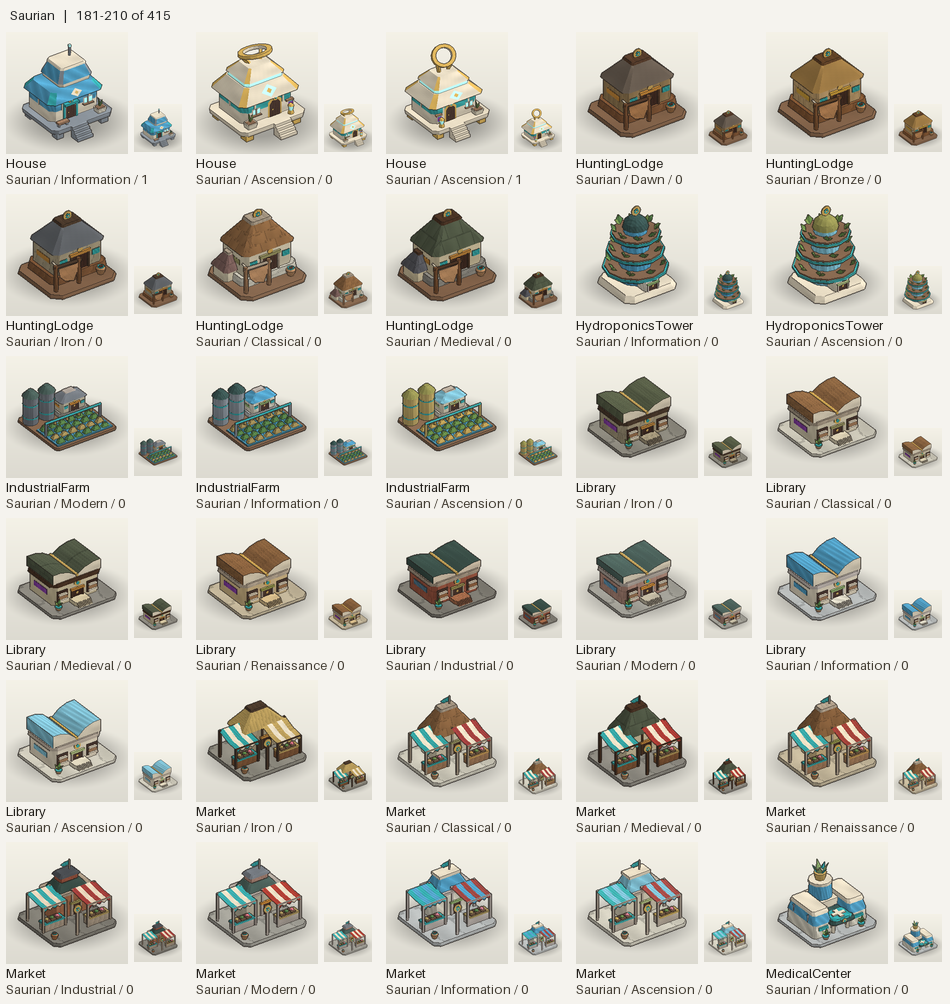 Saurian | 181-210 of 415
House
Saurian / Information / 1
House
Saurian / Ascension / 0
House
Saurian / Ascension / 1
HuntingLodge
Saurian / Dawn / 0
HuntingLodge
Saurian / Bronze / 0
HuntingLodge
Saurian / Iron / 0
HuntingLodge
Saurian / Classical / 0
HuntingLodge
Saurian / Medieval / 0
HydroponicsTower
Saurian / Information / 0
HydroponicsTower
Saurian / Ascension / 0
IndustrialFarm
Saurian / Modern / 0
IndustrialFarm
Saurian / Information / 0
IndustrialFarm
Saurian / Ascension / 0
Library
Saurian / Iron / 0
Library
Saurian / Classical / 0
Library
Saurian / Medieval / 0
Library
Saurian / Renaissance / 0
Library
Saurian / Industrial / 0
Library
Saurian / Modern / 0
Library
Saurian / Information / 0
Library
Saurian / Ascension / 0
Market
Saurian / Iron / 0
Market
Saurian / Classical / 0
Market
Saurian / Medieval / 0
Market
Saurian / Renaissance / 0
Market
Saurian / Industrial / 0
Market
Saurian / Modern / 0
Market
Saurian / Information / 0
Market
Saurian / Ascension / 0
MedicalCenter
Saurian / Information / 0